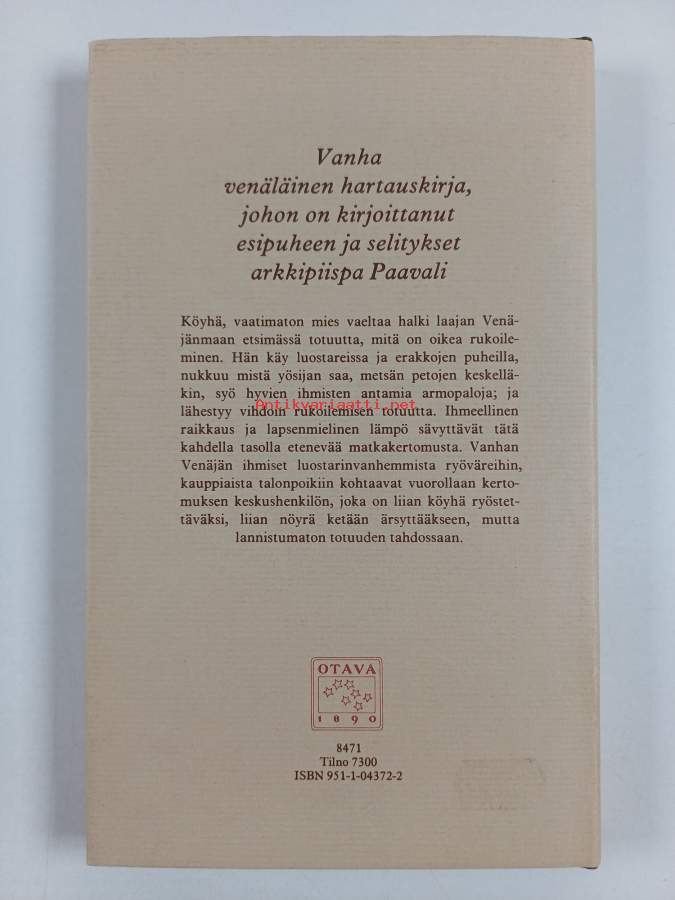 Vanha
venäläinen hartauskirja,
johon on kirjoittanut
esipuheen ja selitykset
arkkipiispa Paavali
Köyhä, vaatimaton mies vaeltaa halki laajan Venä-
jänmaan etsimässä totuutta, mitä on oikea rukoile-
minen. Hän käy luostareissa ja erakkojen puheilla,
nukkuu mistä yösijan saa, metsän petojen keskellä-
kin, syö hyvien ihmisten antamia armopaloja; ja
lähestyy vihdoin rukoilemisen totuutta. Ihmeellinen
Antikvariaatti.net
raikkaus ja lapsenmielinen lämpö sävyttävät tätä
kahdella tasolla etenevää matkakertomusta. Vanhan
Venäjän ihmiset luostarinvanhemmista ryöväreihin,
kauppiaista talonpoikiin kohtaavat vuorollaan kerto-
muksen keskushenkilön, joka on liian köyhä ryöstet-
täväksi, liian nöyrä ketään ärsyttääkseen, mutta
lannistumaton totuuden tahdossaan.
OTAVA
1890
8471
Tilno 7300
ISBN 951-1-04372-2